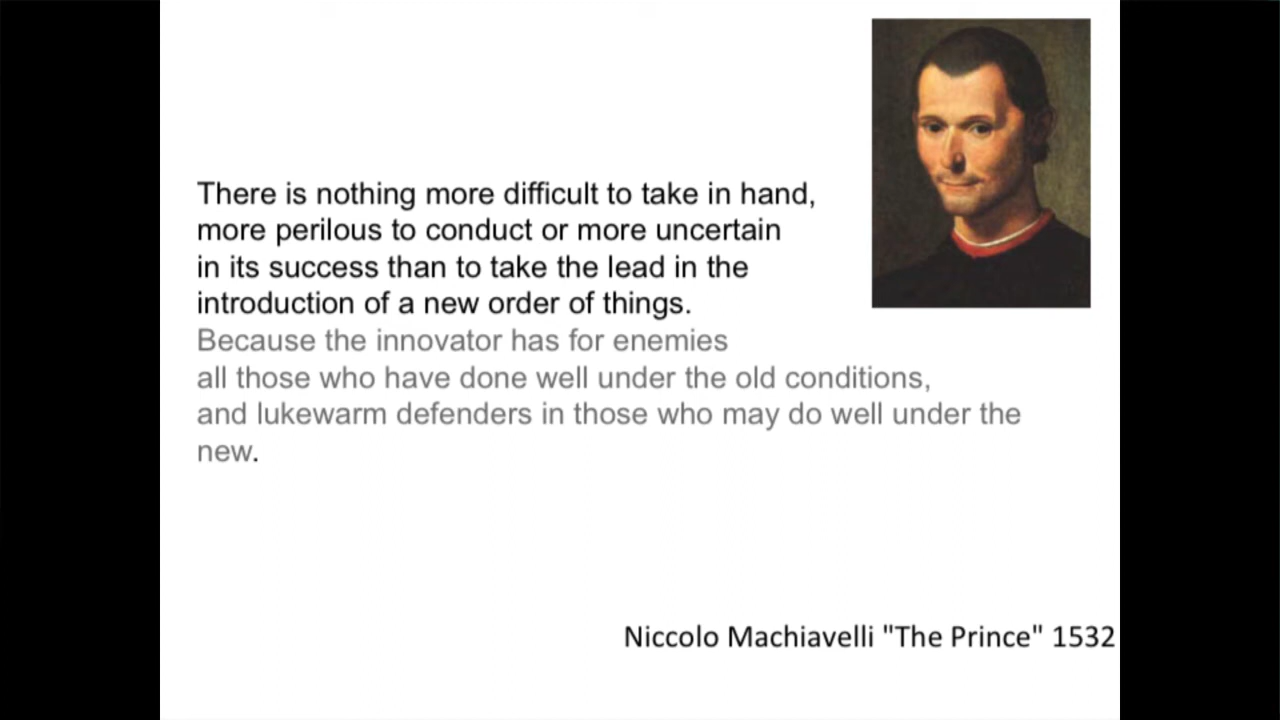 There is nothing more difficult to take in hand,
more perilous to conduct or more uncertain
in its success than to take the lead in the
introduction of a new order of things.
Because the innovator has for enemies
all those who have done well under the old conditions,
and lukewarm defenders in those who may do well under the
new.
Niccolo Machiavelli "The Prince" 1532